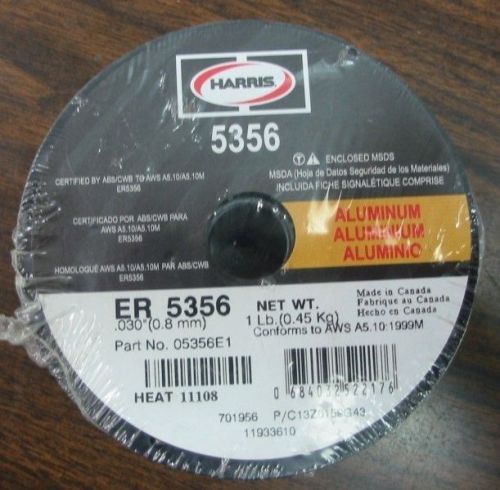 HARRIS
5356
CERTIFIED BY ABS/CWB TO AWS A5.10/A5.10M
ER5356
CERTIFICADO POR ABS/CWB PARA
AWS A5.10/A5.10M
ER5356
HOMOLOGUÉ AWS A5.10/A5.10M PAR ABS/CWB
ER5356
ENCLOSED MSDS
MSDA (Hoja de Datos Seguridad de los Materiales)
INCLUIDA FICHE SIGNALÉTIQUE COMPRISE
ALUMINUM
ALUMINIUM
ALUMINIO
ER 5356
.030"(0.8 mm)
Part No. 05356E1
NET WT.
1 Lb.(0.45 Kg)
Made in Canada
Fabrique au Canada
Hecho en Canada
Conforms to AWS A5.10:1999M
HEAT 11108
0 684032522176
701956
11933610